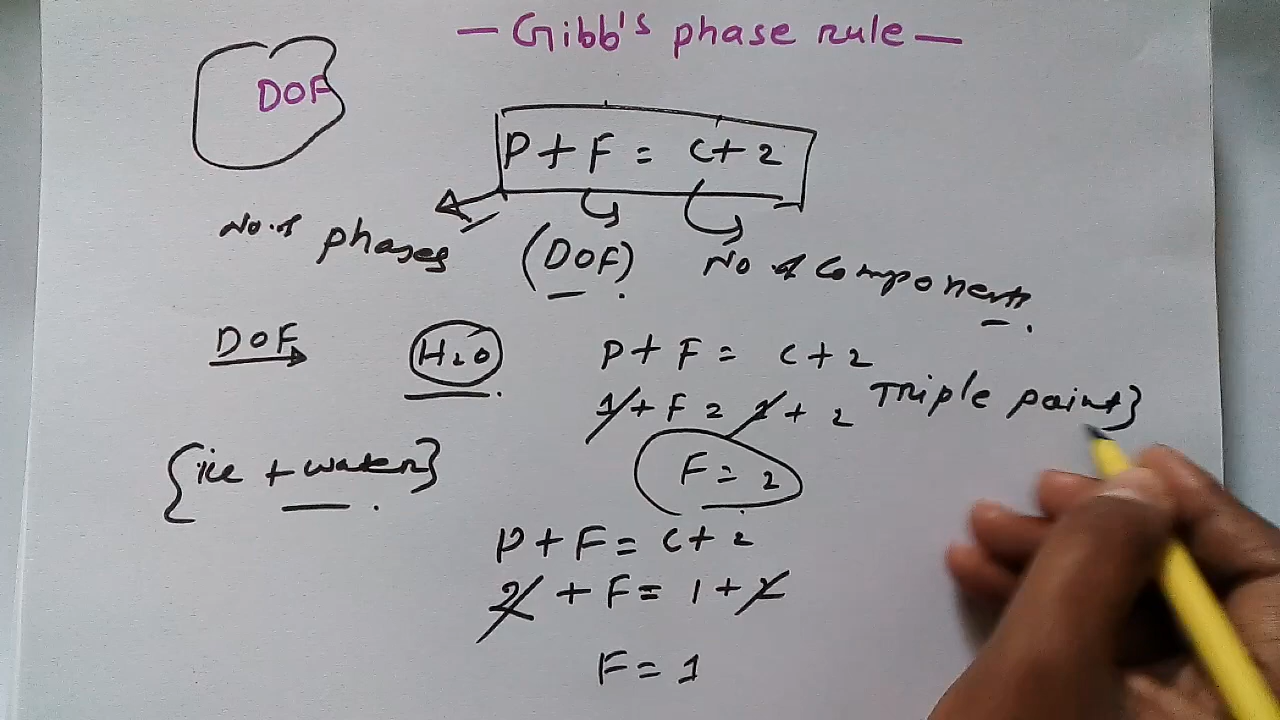 — Gibb's phase rule —
DOF
P + F = C + 2
No. of phases
(DOF)
No of Components
DOF
H2O
P + F = C + 2
1 + F = 1 + 2
Triple point}
{ice + water}
F = 2
P + F = C + 2
2 + F = 1 + 2
F = 1